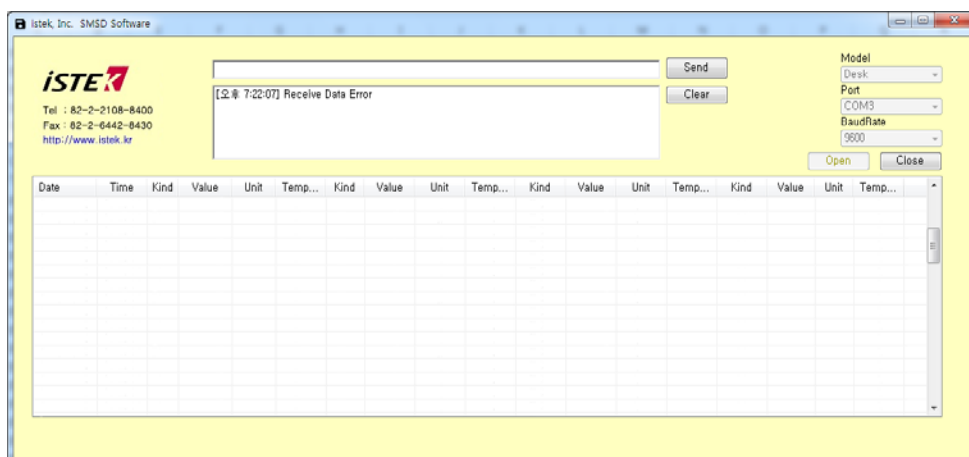 istek, Inc. SMSD Software
iSTEK
Tel : 82-2-2108-8400
Fax : 82-2-6442-8430
http://www.istek.kr
Send
[오후 7:22:07] Receive Data Error
Clear
Model
Desk
Port
COM3
BaudRate
9600
Open Close
Date Time Kind Value Unit Temp... Kind Value Unit Temp... Kind Value Unit Temp... Kind Value Unit Temp...